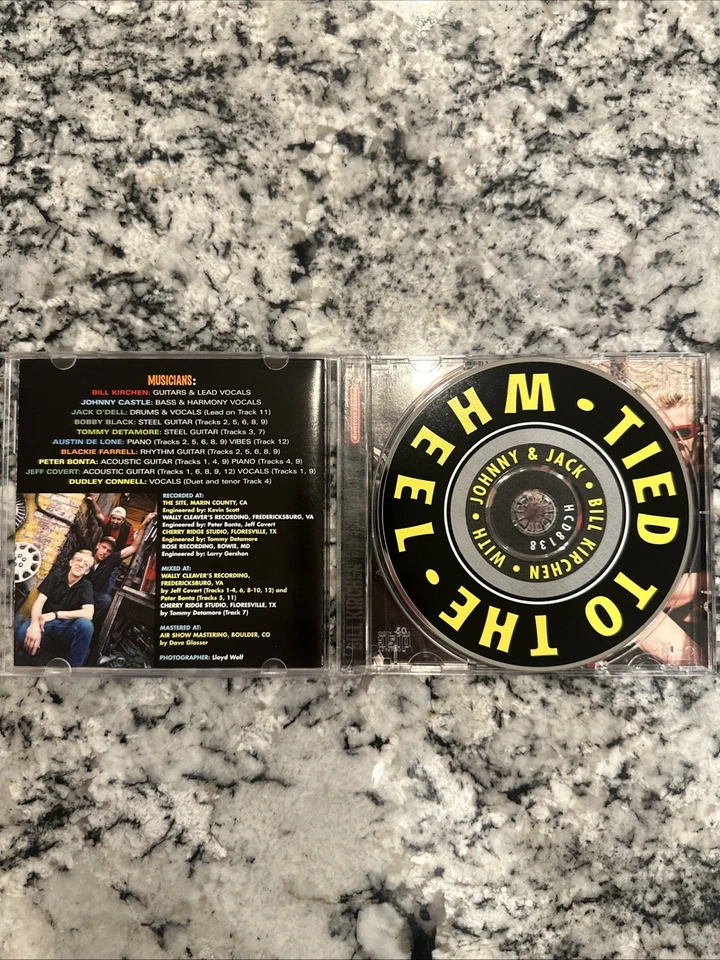 MUSICIANS:
BILL KIRCHEN: GUITARS & LEAD VOCALS
JOHNNY CASTLE: BASS & HARMONY VOCALS
JACK O'DELL: DRUMS & VOCALS (Lead on Track 11)
BOBBY BLACK: STEEL GUITAR (Tracks 2, 5, 6, 8, 9)
TOMMY DETAMORE: STEEL GUITAR (Tracks 3, 7)
AUSTIN DE LONE: PIANO (Tracks 2, 5, 6, 8, 9) VIBES (Track 12)
BLACKIE FARRELL: RHYTHM GUITAR (Tracks 2, 5, 6, 8, 9)
PETER BONTA: ACOUSTIC GUITAR (Tracks 1, 4, 9) PIANO (Tracks 4, 9)
JEFF COVERT: ACOUSTIC GUITAR (Tracks 1, 6, 8, 9, 12) VOCALS (Tracks 1, 9)
DUDLEY CONNELL: VOCALS (Duet and tenor Track 4)
RECORDED AT:
THE SITE, MARIN COUNTY, CA
Engineered by: Kevin Scott
WALLY CLEAVER'S RECORDING, FREDERICKSBURG, VA
Engineered by: Peter Bonta, Jeff Covert
CHERRY RIDGE STUDIO, FLORESVILLE, TX
Engineered by: Tommy Detamore
ROSE RECORDING, BOWIE, MD
Engineered by: Larry Gershon
MIXED AT:
WALLY CLEAVER'S RECORDING,
FREDERICKSBURG, VA
by Jeff Covert (Tracks 1-4, 6, 8-10, 12) and
Peter Bonta (Tracks 5, 11)
CHERRY RIDGE STUDIO, FLORESVILLE, TX
by Tommy Detamore (Track 7)
MASTERED AT:
AIR SHOW MASTERING, BOULDER, CO
by Dave Glasser
PHOTOGRAPHER: Lloyd Wolf
BILL KIRCHEN
TIED TO THE WHEEL
BILL KIRCHEN • WITH • JOHNNY & JACK
HCD8138